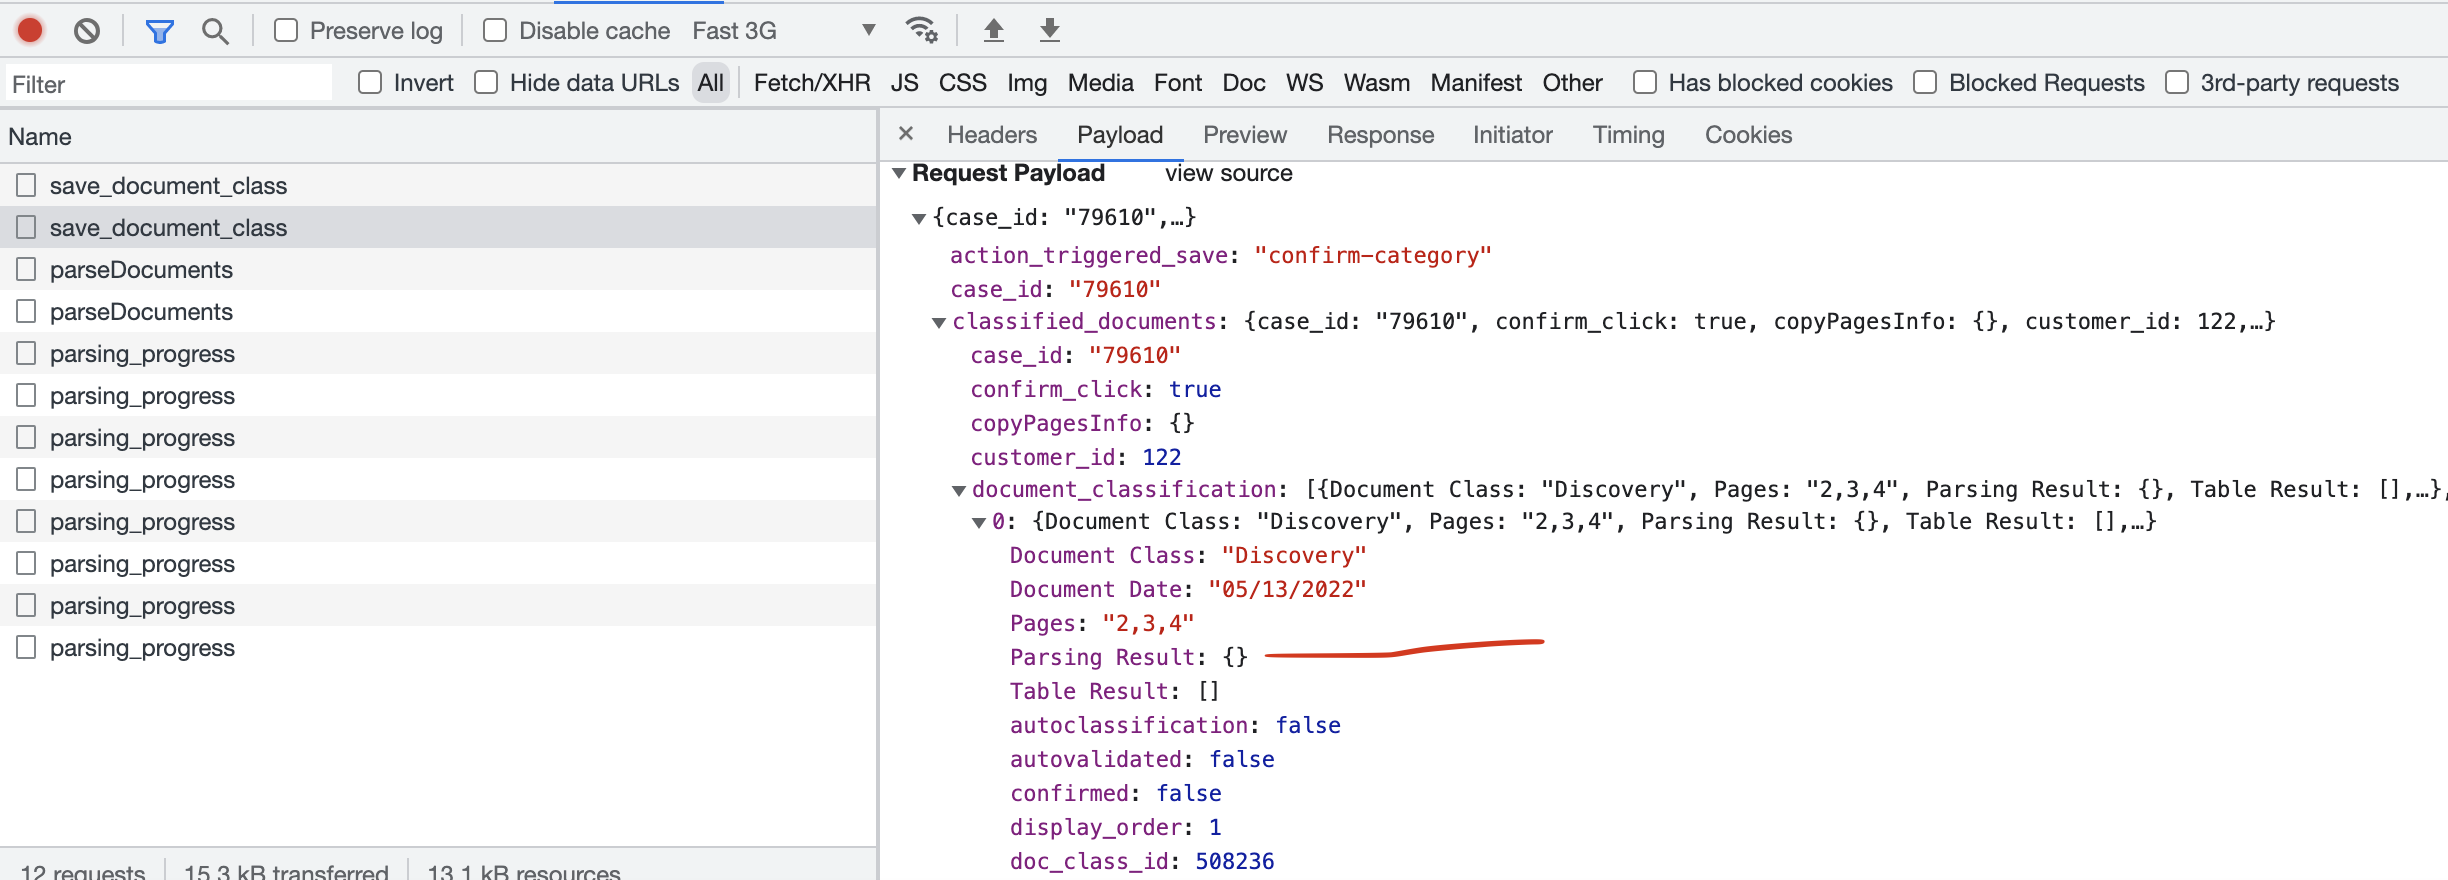 Preserve log Disable cache Fast 3G
Filter Invert Hide data URLs All Fetch/XHR JS CSS Img Media Font Doc WS Wasm Manifest Other Has blocked cookies Blocked Requests 3rd-party requests
Name
save_document_class
save_document_class
parseDocuments
parseDocuments
parsing_progress
parsing_progress
parsing_progress
parsing_progress
parsing_progress
parsing_progress
parsing_progress
parsing_progress
12 requests 15.3 kB transferred 13.1 kB resources
× Headers Payload Preview Response Initiator Timing Cookies
Request Payload view source
{case_id: "79610",…}
action_triggered_save: "confirm-category"
case_id: "79610"
classified_documents: {case_id: "79610", confirm_click: true, copyPagesInfo: {}, customer_id: 122,…}
case_id: "79610"
confirm_click: true
copyPagesInfo: {}
customer_id: 122
document_classification: [{Document Class: "Discovery", Pages: "2,3,4", Parsing Result: {}, Table Result: [],…},
0: {Document Class: "Discovery", Pages: "2,3,4", Parsing Result: {}, Table Result: [],…}
Document Class: "Discovery"
Document Date: "05/13/2022"
Pages: "2,3,4"
Parsing Result: {}
Table Result: []
autoclassification: false
autovalidated: false
confirmed: false
display_order: 1
doc_class_id: 508236